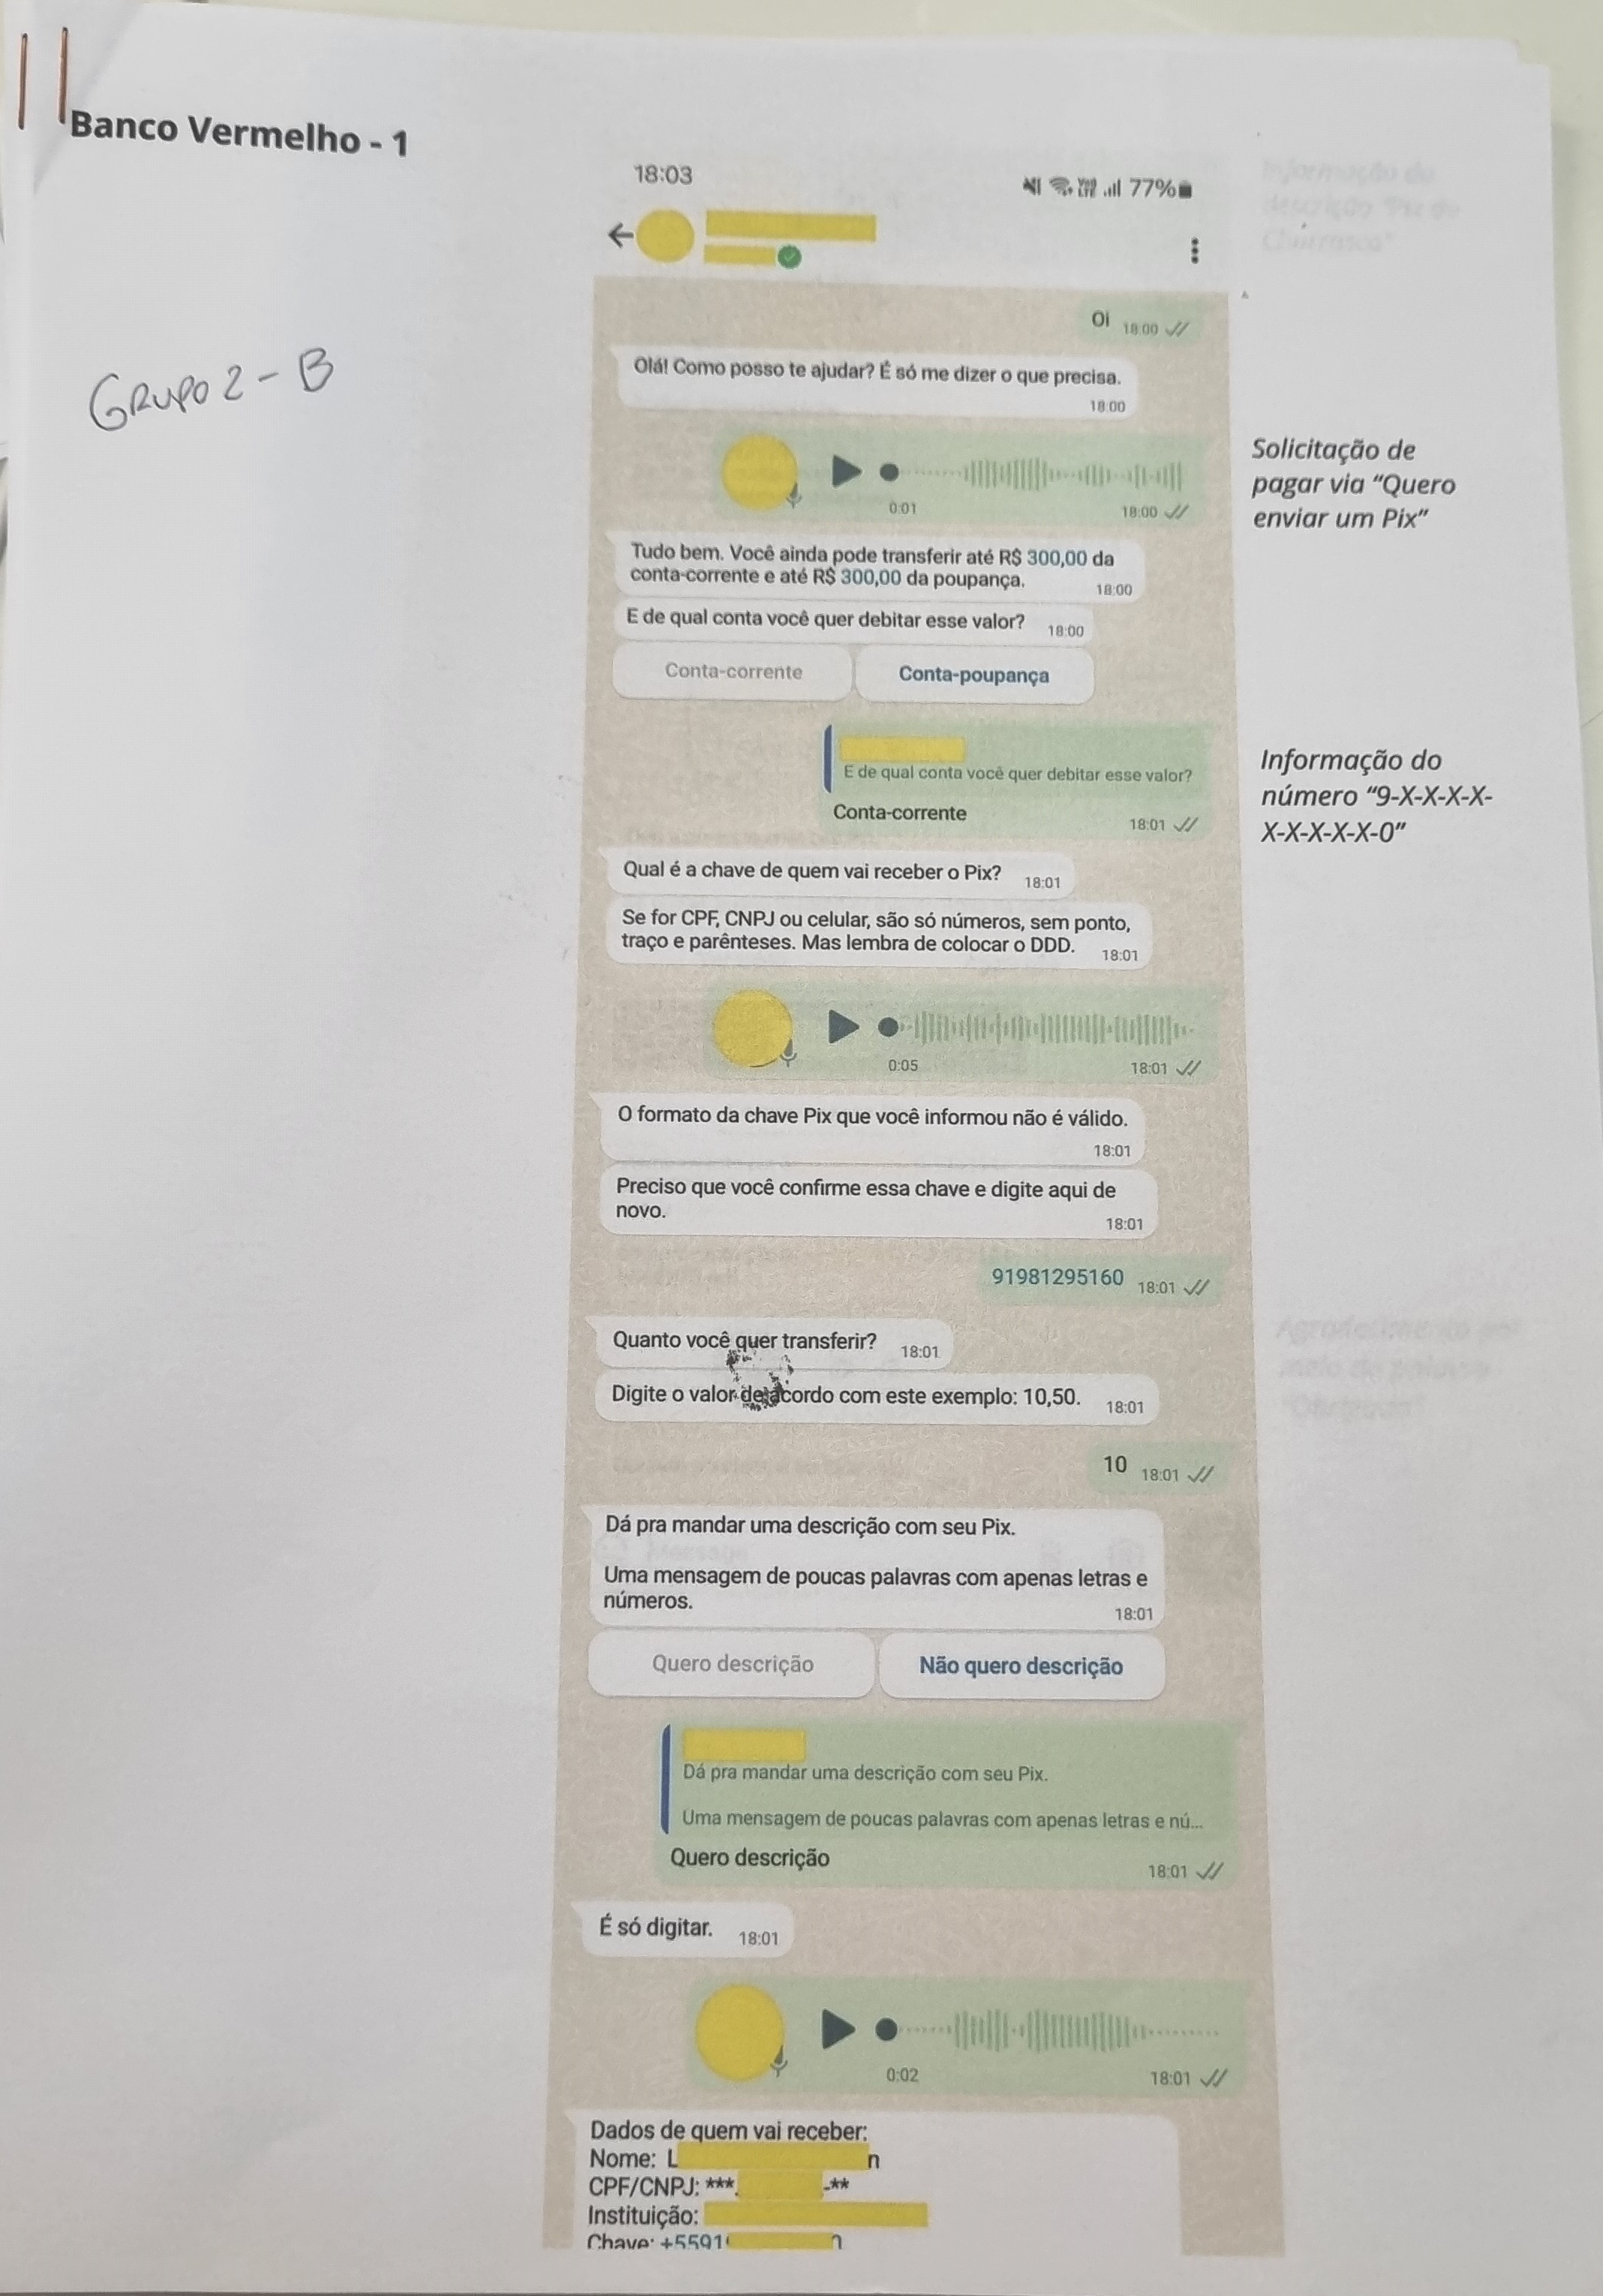 Banco Vermelho - 1
GRUPO 2 - B
18:03
77%
Oi 18:00
Olá! Como posso te ajudar? É só me dizer o que precisa.
18:00
0:01 18:00
Solicitação de
pagar via “Quero
enviar um Pix”
Tudo bem. Você ainda pode transferir até R$ 300,00 da
conta-corrente e até R$ 300,00 da poupança. 18:00
E de qual conta você quer debitar esse valor? 18:00
Conta-corrente Conta-poupança
E de qual conta você quer debitar esse valor?
Conta-corrente 18:01
Informação do
número “9-X-X-X-X-
X-X-X-X-X-0”
Qual é a chave de quem vai receber o Pix? 18:01
Se for CPF, CNPJ ou celular, são só números, sem ponto,
traço e parênteses. Mas lembra de colocar o DDD. 18:01
0:05 18:01
O formato da chave Pix que você informou não é válido.
18:01
Preciso que você confirme essa chave e digite aqui de
novo. 18:01
91981295160 18:01
Quanto você quer transferir? 18:01
Digite o valor de acordo com este exemplo: 10,50. 18:01
10 18:01
Dá pra mandar uma descrição com seu Pix.
Uma mensagem de poucas palavras com apenas letras e
números. 18:01
Quero descrição Não quero descrição
Dá pra mandar uma descrição com seu Pix.
Uma mensagem de poucas palavras com apenas letras e nú...
Quero descrição 18:01
É só digitar. 18:01
0:02 18:01
Dados de quem vai receber:
Nome: L n
CPF/CNPJ: ***. -**
Instituição:
Chave: +5591